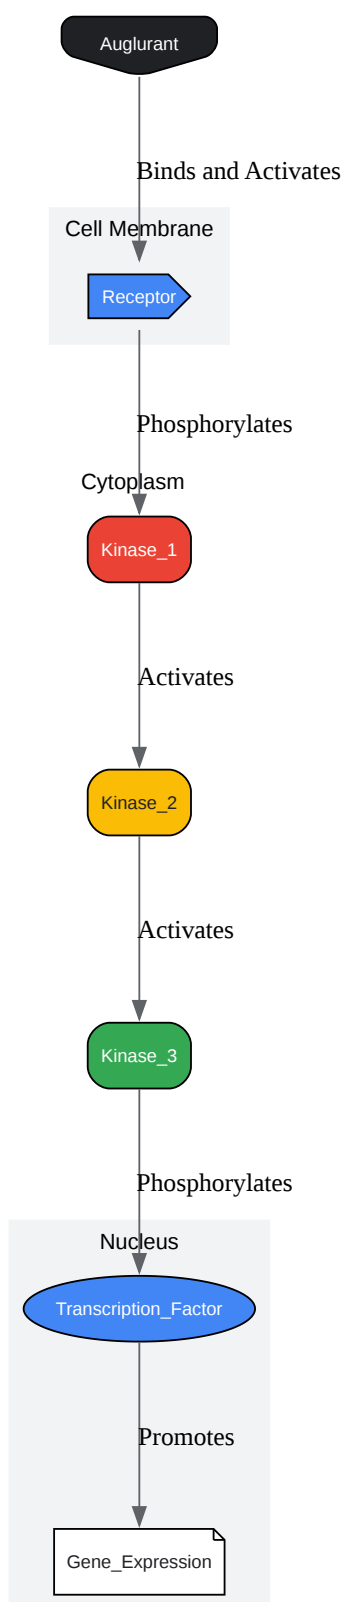 Auglurant
Binds and Activates
Cell Membrane
Receptor
Phosphorylates
Cytoplasm
Kinase_1
Activates
Kinase_2
Activates
Kinase_3
Phosphorylates
Nucleus
Transcription_Factor
Promotes
Gene_Expression